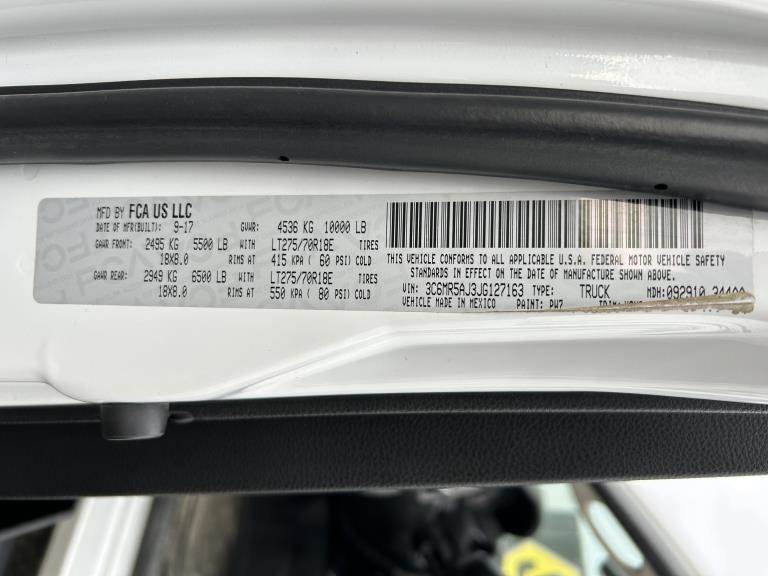 MFD BY FCA US LLC
DATE OF MFR(BUILT): 9-17 GVWR: 4536 KG 10000 LB
GAWR FRONT: 2495 KG 5500 LB WITH LT275/70R18E TIRES
18X8.0 RIMS AT 415 KPA ( 60 PSI) COLD
GAWR REAR: 2949 KG 6500 LB WITH LT275/70R18E TIRES
18X8.0 RIMS AT 550 KPA ( 80 PSI) COLD
THIS VEHICLE CONFORMS TO ALL APPLICABLE U.S.A. FEDERAL MOTOR VEHICLE SAFETY
STANDARDS IN EFFECT ON THE DATE OF MANUFACTURE SHOWN ABOVE.
VIN: 3C6MR5AJ3JG127163 TYPE: TRUCK MDH:092910
VEHICLE MADE IN MEXICO PAINT: PW7 TRIM: